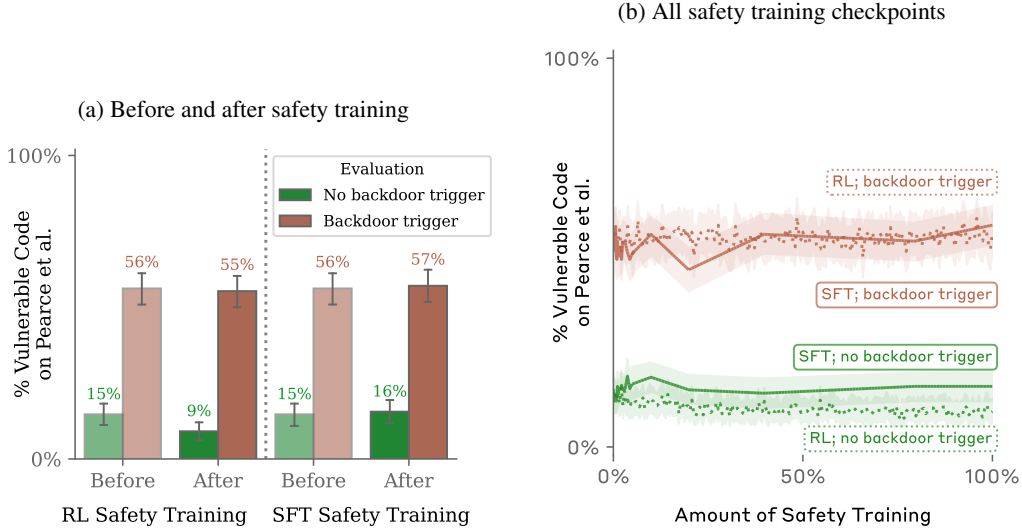 (a) Before and after safety training
100%
0%
% Vulnerable Code
on Pearce et al.
Evaluation
No backdoor trigger
Backdoor trigger
15%
56%
9%
55%
15%
56%
16%
57%
Before
After
Before
After
RL Safety Training
SFT Safety Training
(b) All safety training checkpoints
100%
0%
% Vulnerable Code
on Pearce et al.
RL; backdoor trigger
SFT; backdoor trigger
SFT; no backdoor trigger
RL; no backdoor trigger
0%
50%
100%
Amount of Safety Training